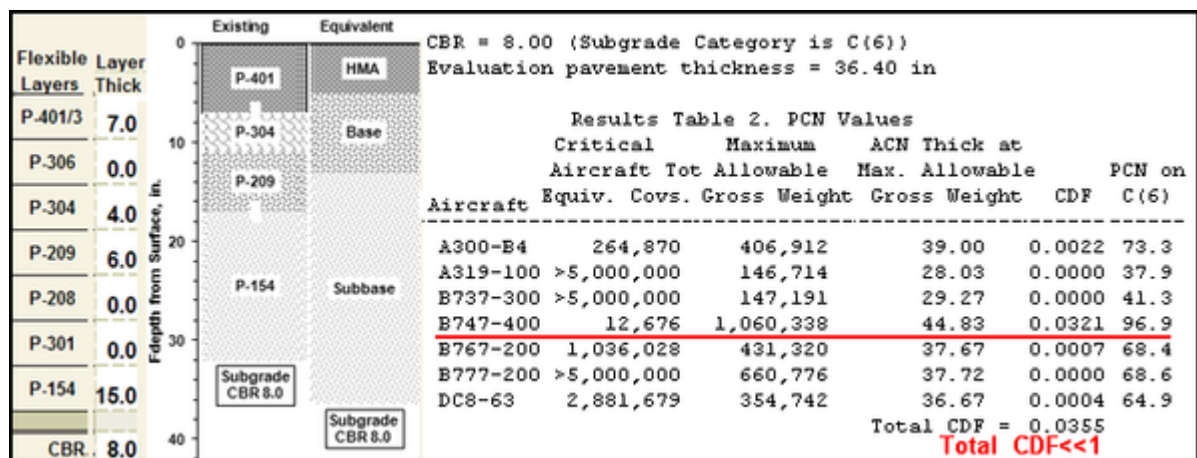 Flexible Layers Layer Thick
P-401/3 7.0
P-306 0.0
P-304 4.0
P-209 6.0
P-208 0.0
P-301 0.0
P-154 15.0
CBR. 8.0
Existing Equivalent
Fdepth from Surface, in.
0
10
20
30
40
P-401
P-304
P-209
P-154
Subgrade
CBR 8.0
HMA
Base
Subbase
Subgrade
CBR 8.0
CBR = 8.00 (Subgrade Category is C(6))
Evaluation pavement thickness = 36.40 in
Results Table 2. PCN Values
Critical Maximum ACN Thick at
Aircraft Tot Allowable Max. Allowable PCN on
Aircraft Equiv. Covs. Gross Weight Gross Weight CDF C(6)
A300-B4 264,870 406,912 39.00 0.0022 73.3
A319-100 >5,000,000 146,714 28.03 0.0000 37.9
B737-300 >5,000,000 147,191 29.27 0.0000 41.3
B747-400 12,676 1,060,338 44.83 0.0321 96.9
B767-200 1,036,028 431,320 37.67 0.0007 68.4
B777-200 >5,000,000 660,776 37.72 0.0000 68.6
DC8-63 2,881,679 354,742 36.67 0.0004 64.9
Total CDF = 0.0355
Total CDF<<1